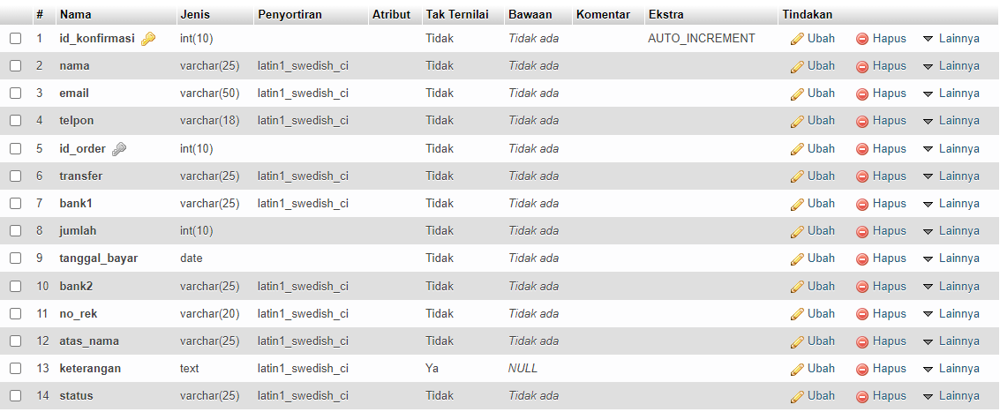 # Nama Jenis Penyortiran Atribut Tak Ternilai Bawaan Komentar Ekstra Tindakan
1 id_konfirmasi int(10) Tidak Tidak ada AUTO_INCREMENT Ubah Hapus Lainnya
2 nama varchar(25) latin1_swedish_ci Tidak Tidak ada Ubah Hapus Lainnya
3 email varchar(50) latin1_swedish_ci Tidak Tidak ada Ubah Hapus Lainnya
4 telpon varchar(18) latin1_swedish_ci Tidak Tidak ada Ubah Hapus Lainnya
5 id_order int(10) Tidak Tidak ada Ubah Hapus Lainnya
6 transfer varchar(25) latin1_swedish_ci Tidak Tidak ada Ubah Hapus Lainnya
7 bank1 varchar(25) latin1_swedish_ci Tidak Tidak ada Ubah Hapus Lainnya
8 jumlah int(10) Tidak Tidak ada Ubah Hapus Lainnya
9 tanggal_bayar date Tidak Tidak ada Ubah Hapus Lainnya
10 bank2 varchar(25) latin1_swedish_ci Tidak Tidak ada Ubah Hapus Lainnya
11 no_rek varchar(20) latin1_swedish_ci Tidak Tidak ada Ubah Hapus Lainnya
12 atas_nama varchar(25) latin1_swedish_ci Tidak Tidak ada Ubah Hapus Lainnya
13 keterangan text latin1_swedish_ci Ya NULL Ubah Hapus Lainnya
14 status varchar(25) latin1_swedish_ci Tidak Tidak ada Ubah Hapus Lainnya